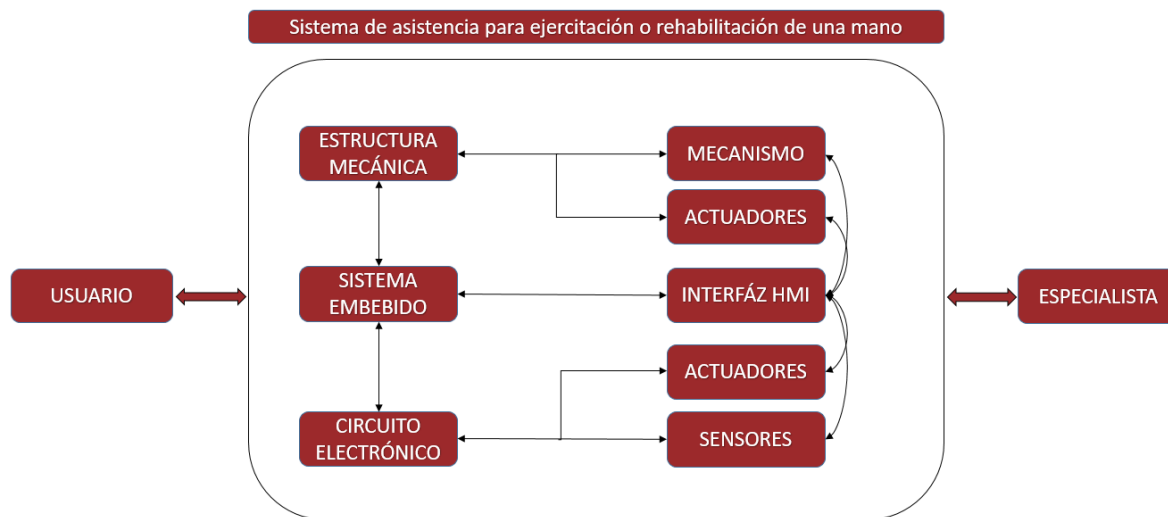 Sistema de asistencia para ejercitación o rehabilitación de una mano
ESTRUCTURA
MECÁNICA
MECANISMO
ACTUADORES
USUARIO
SISTEMA
EMBEBIDO
INTERFÁZ HMI
ESPECIALISTA
ACTUADORES
CIRCUITO
ELECTRÓNICO
SENSORES